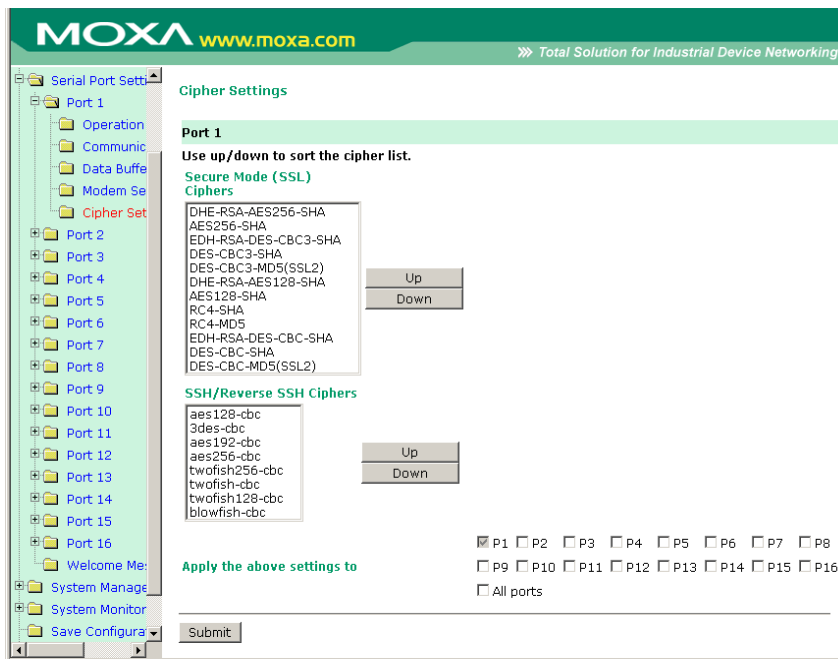 MOXA www.moxa.com
Total Solution for Industrial Device Networking
Serial Port Setti
Port 1
Operation
Communic
Data Buffe
Modem Se
Cipher Set
Port 2
Port 3
Port 4
Port 5
Port 6
Port 7
Port 8
Port 9
Port 10
Port 11
Port 12
Port 13
Port 14
Port 15
Port 16
Welcome Me
System Manage
System Monitor
Save Configura
Cipher Settings
Port 1
Use up/down to sort the cipher list.
Secure Mode (SSL)
Ciphers
DHE-RSA-AES256-SHA
AES256-SHA
EDH-RSA-DES-CBC3-SHA
DES-CBC3-SHA
DES-CBC3-MD5(SSL2)
DHE-RSA-AES128-SHA
AES128-SHA
RC4-SHA
RC4-MD5
EDH-RSA-DES-CBC-SHA
DES-CBC-SHA
DES-CBC-MD5(SSL2)
Up
Down
SSH/Reverse SSH Ciphers
aes128-cbc
3des-cbc
aes192-cbc
aes256-cbc
twofish256-cbc
twofish-cbc
twofish128-cbc
blowfish-cbc
Up
Down
Apply the above settings to
P1 P2 P3 P4 P5 P6 P7 P8
P9 P10 P11 P12 P13 P14 P15 P16
All ports
Submit